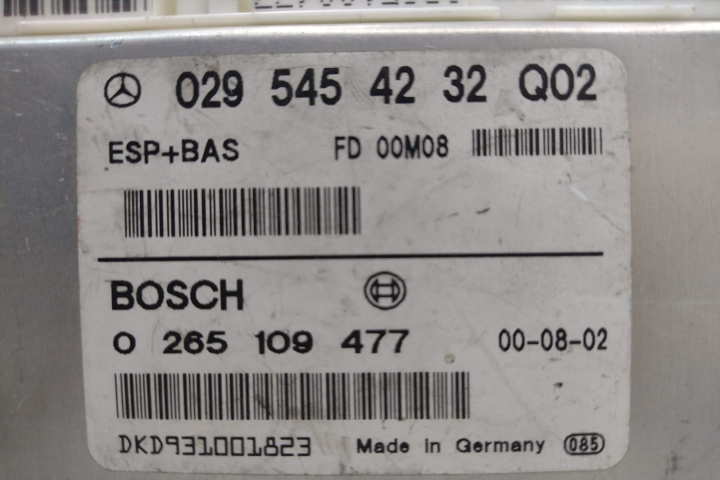 029 545 42 32 Q02
ESP+BAS FD 00M08
BOSCH
0 265 109 477 00-08-02
DKD931001823 Made in Germany 085